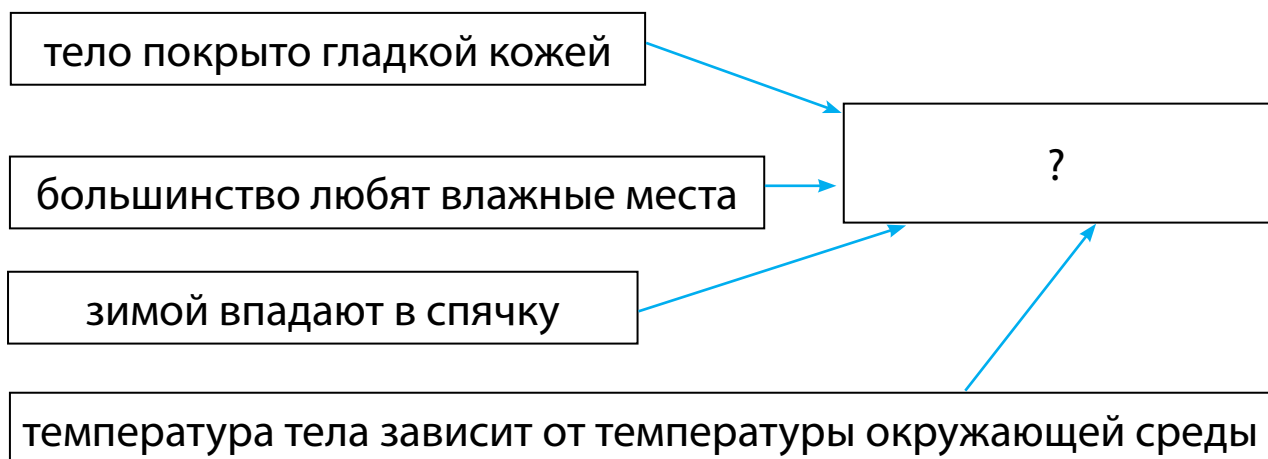 тело покрыто гладкой кожей
?
большинство любят влажные места
зимой впадают в спячку
температура тела зависит от температуры окружающей среды